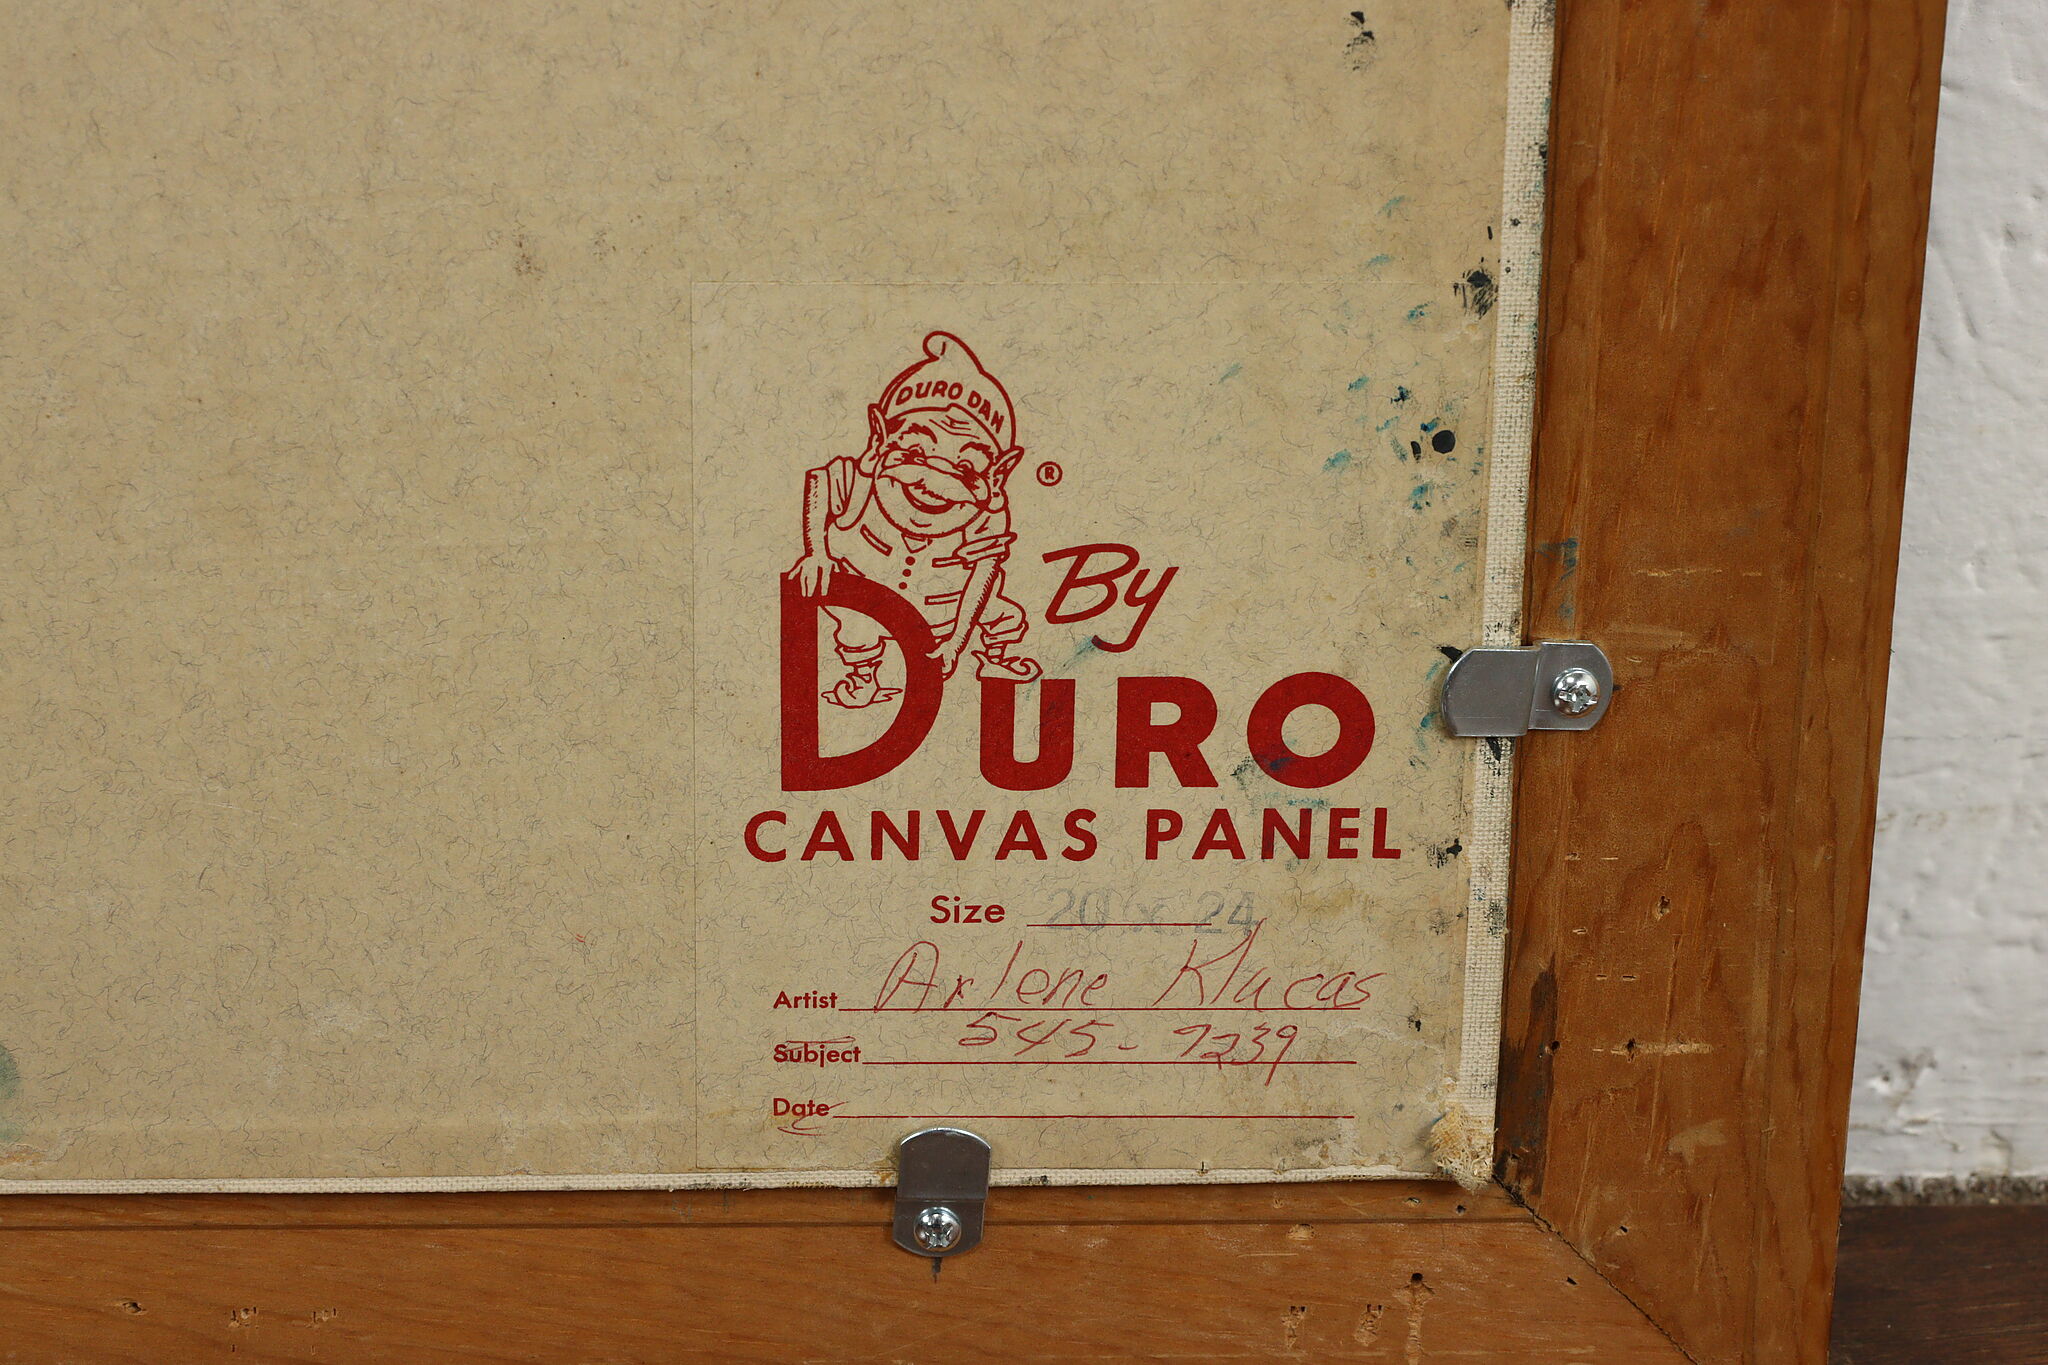 DURO DAN
®
By
DURO
CANVAS PANEL
Size 20 x 24
Artist Arlene Klucas
Subject 545-7239
Date